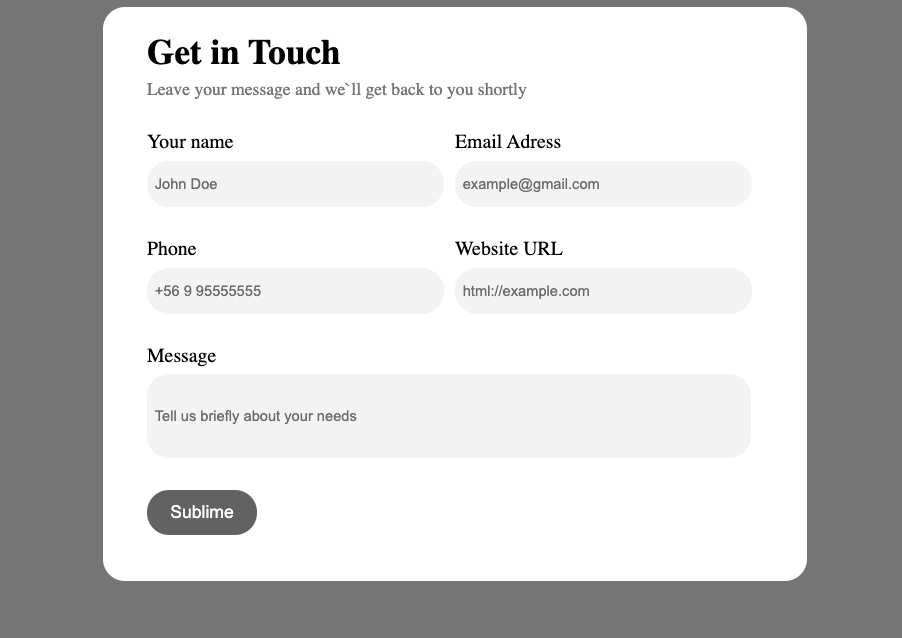 Get in Touch
Leave your message and we`ll get back to you shortly
Your name
Email Adress
John Doe
example@gmail.com
Phone
Website URL
+56 9 95555555
html://example.com
Message
Tell us briefly about your needs
Sublime